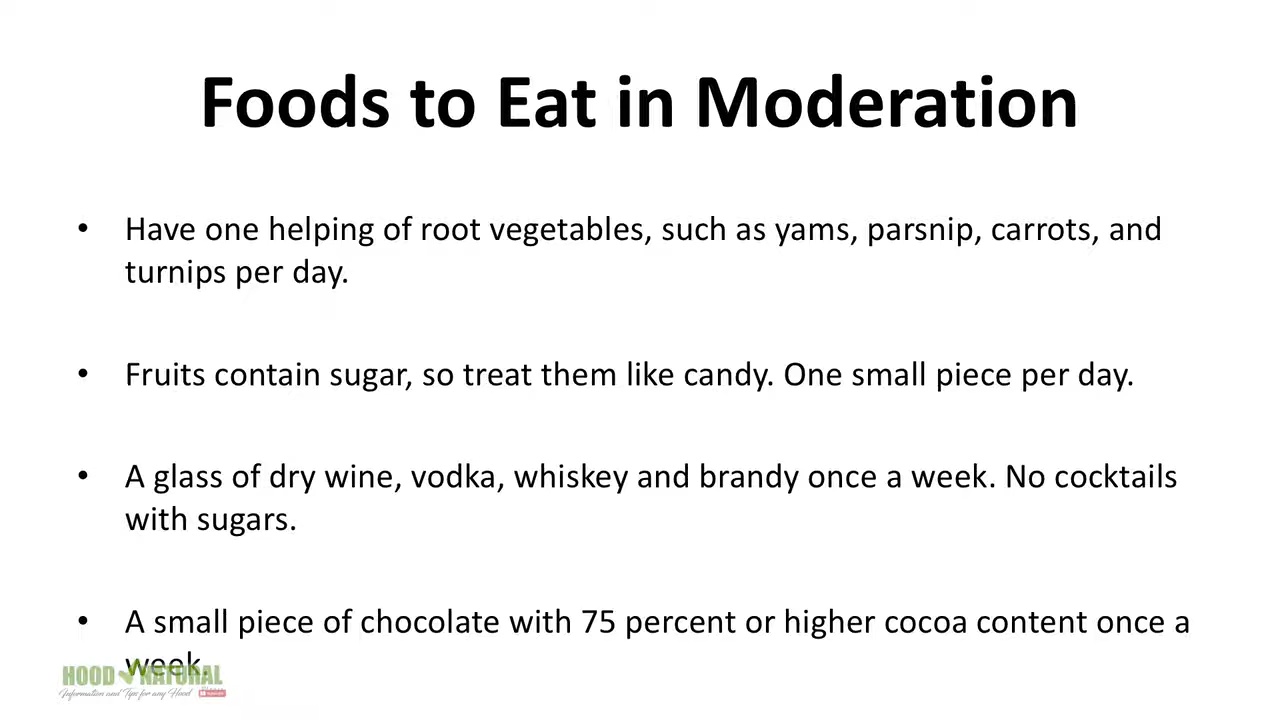 Foods to Eat in Moderation
• Have one helping of root vegetables, such as yams, parsnip, carrots, and
turnips per day.
• Fruits contain sugar, so treat them like candy. One small piece per day.
• A glass of dry wine, vodka, whiskey and brandy once a week. No cocktails
with sugars.
• A small piece of chocolate with 75 percent or higher cocoa content once a
week.
HOOD NATURAL
Information and Tips for any Hood